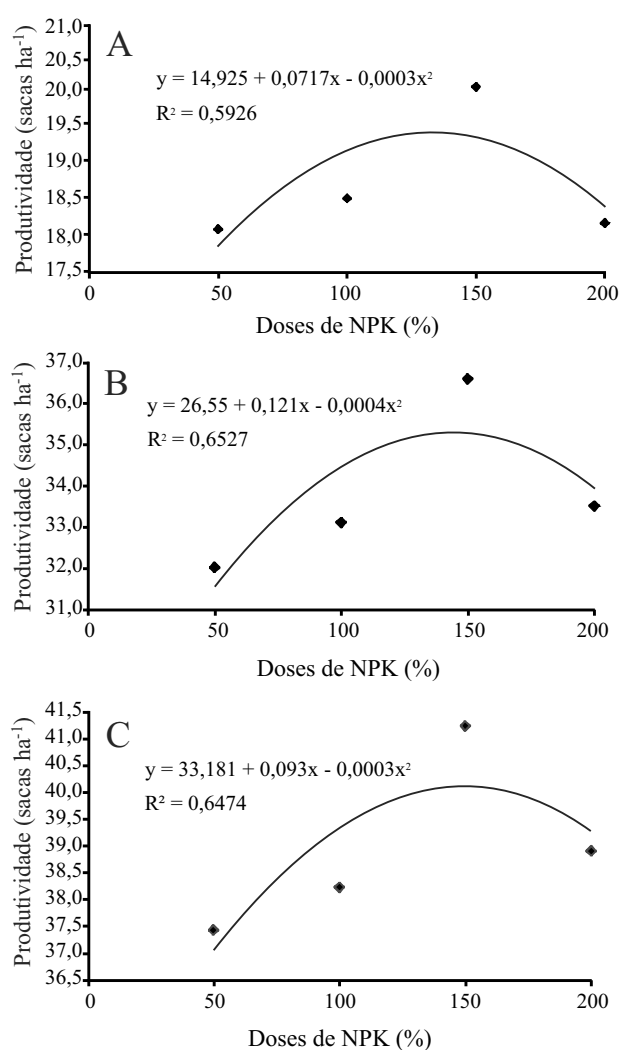 A
y = 14,925 + 0,0717x - 0,0003x²
R² = 0,5926
Produtividade (sacas ha⁻¹)
21,0
20,5
20,0
19,5
19,0
18,5
18,0
17,5
0 50 100 150 200
Doses de NPK (%)
B
y = 26,55 + 0,121x - 0,0004x²
R² = 0,6527
Produtividade (sacas ha⁻¹)
37,0
36,0
35,0
34,0
33,0
32,0
31,0
0 50 100 150 200
Doses de NPK (%)
C
y = 33,181 + 0,093x - 0,0003x²
R² = 0,6474
Produtividade (sacas ha⁻¹)
41,5
41,0
40,5
40,0
39,5
39,0
38,5
38,0
37,5
37,0
36,5
0 50 100 150 200
Doses de NPK (%)